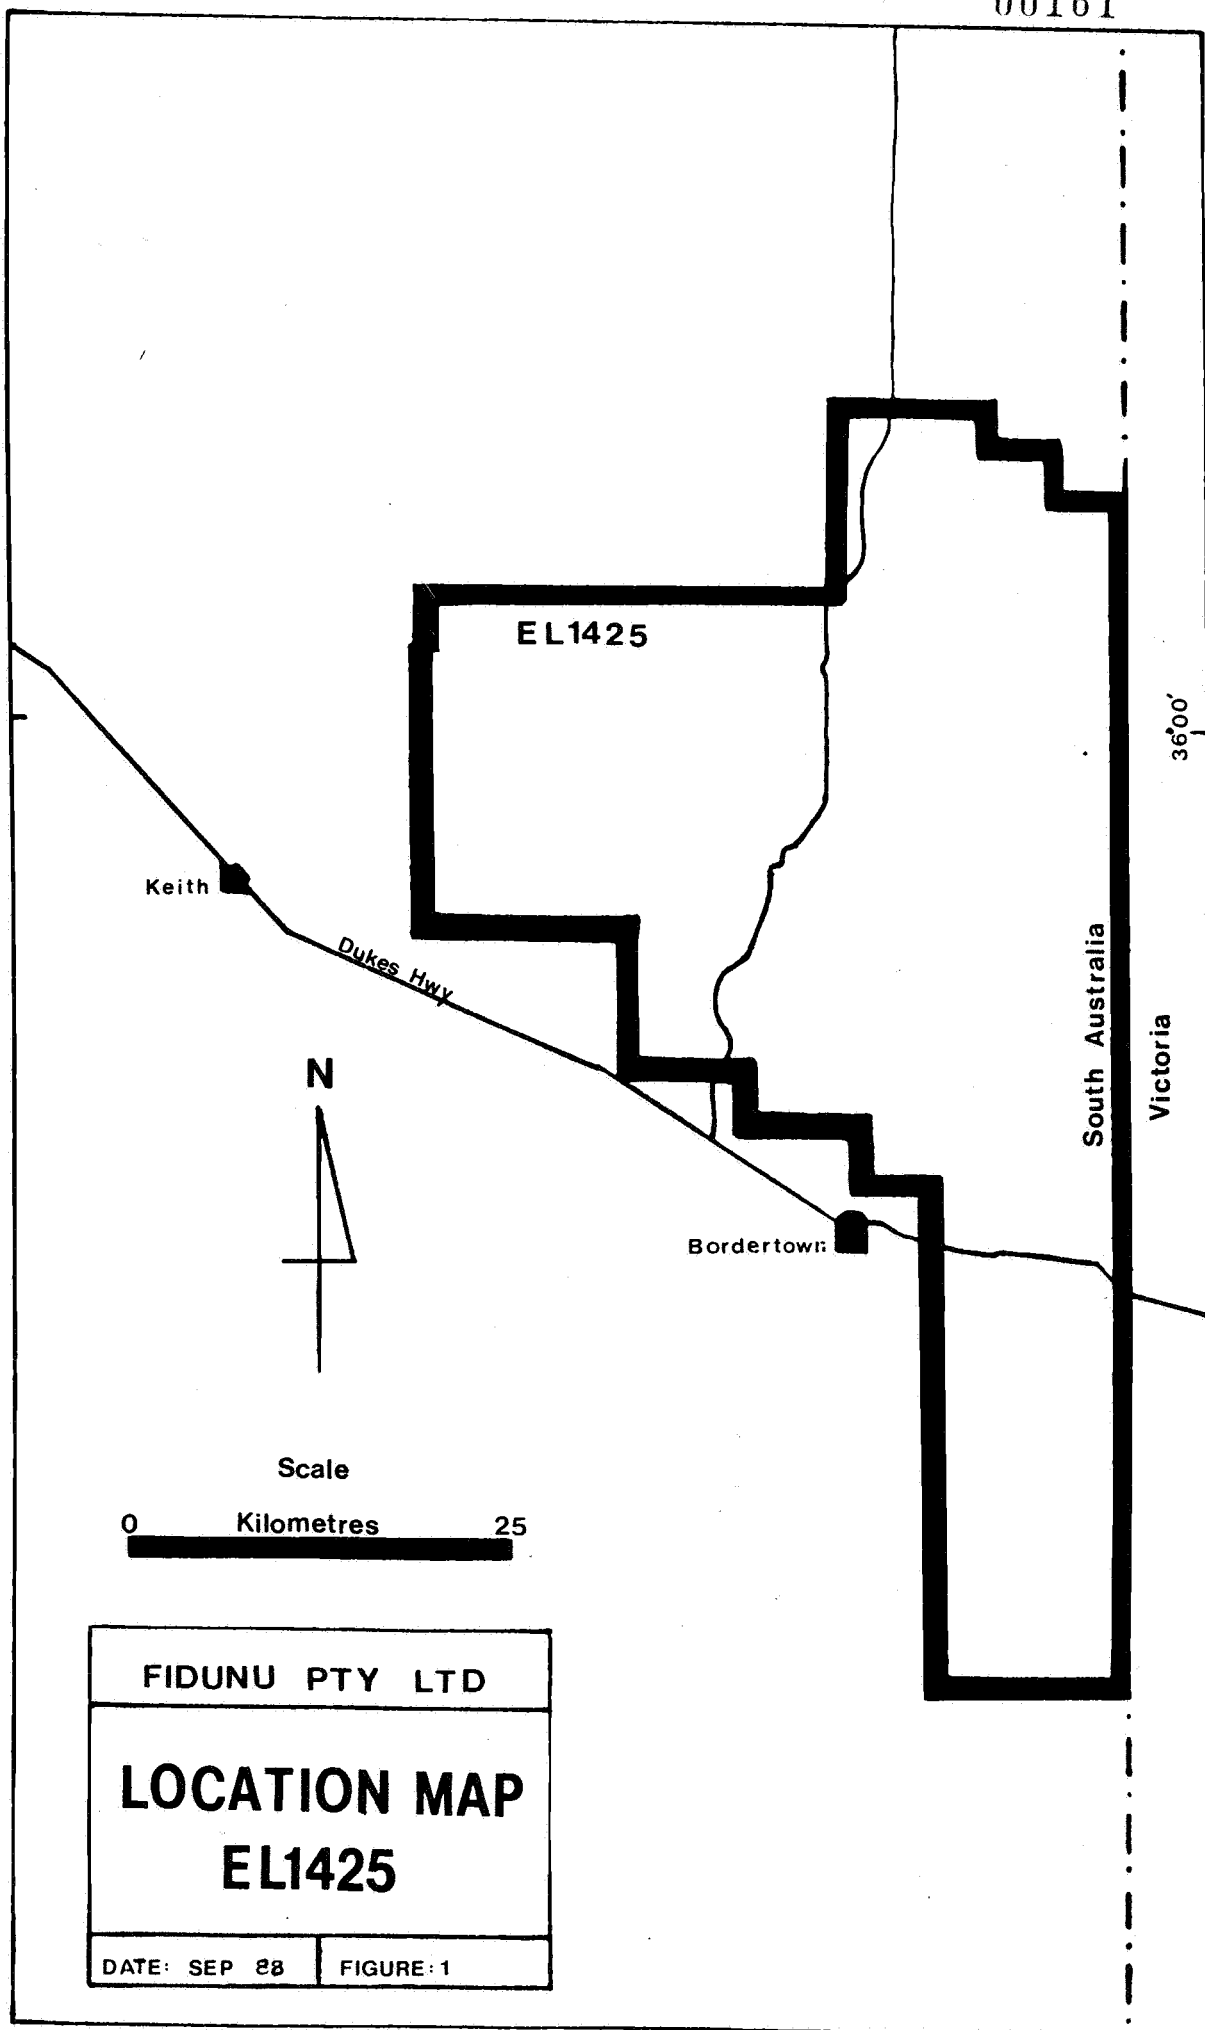 00161
EL1425
36°00'
Keith
Dukes Hwy
South Australia
Victoria
N
Bordertown
Scale
0 Kilometres 25
FIDUNU PTY LTD
LOCATION MAP
EL1425
DATE: SEP 88 FIGURE: 1